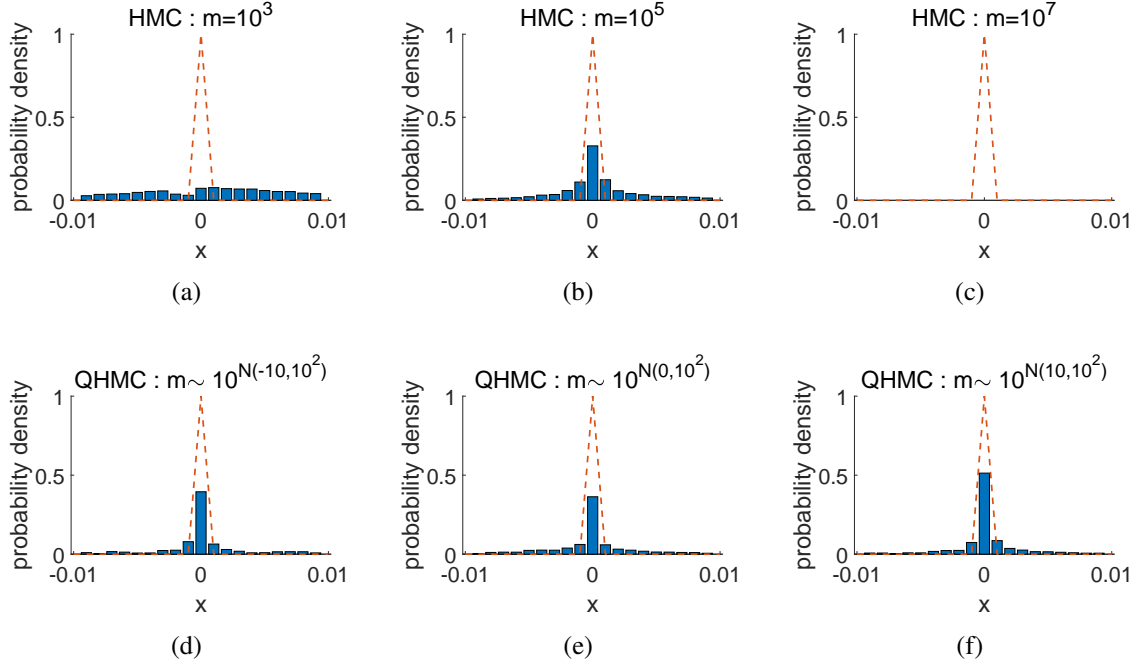 HMC : m=10^3
probability density
1
0.5
0
-0.01
0
0.01
x
(a)
HMC : m=10^5
probability density
1
0.5
0
-0.01
0
0.01
x
(b)
HMC : m=10^7
probability density
1
0.5
0
-0.01
0
0.01
x
(c)
QHMC : m~ 10^N(-10,10^2)
probability density
1
0.5
0
-0.01
0
0.01
x
(d)
QHMC : m~ 10^N(0,10^2)
probability density
1
0.5
0
-0.01
0
0.01
x
(e)
QHMC : m~ 10^N(10,10^2)
probability density
1
0.5
0
-0.01
0
0.01
x
(f)